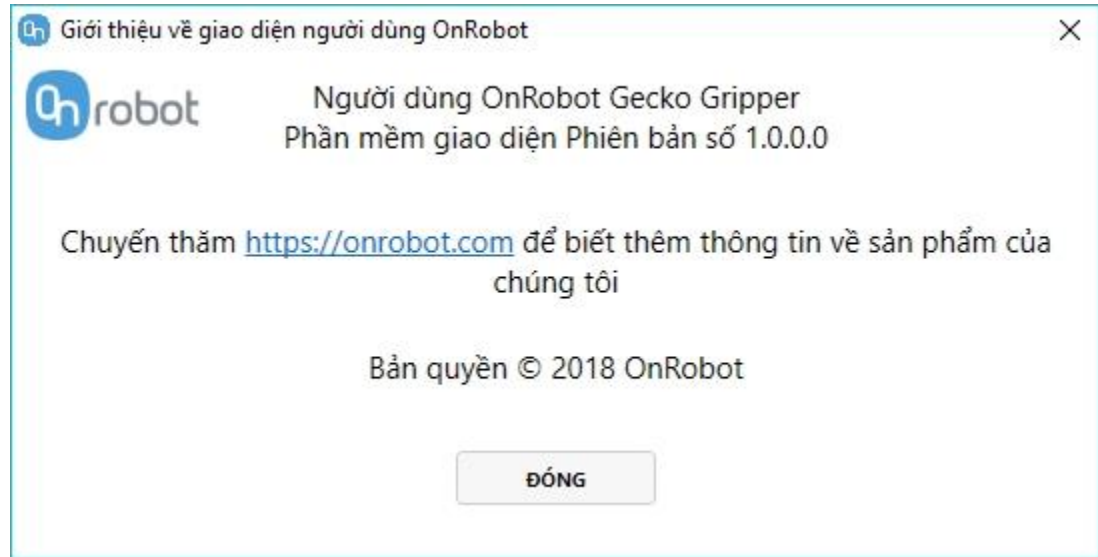 Giới thiệu về giao diện người dùng OnRobot
On robot
Người dùng OnRobot Gecko Gripper
Phần mềm giao diện Phiên bản số 1.0.0.0
Chuyến thăm https://onrobot.com để biết thêm thông tin về sản phẩm của
chúng tôi
Bản quyền © 2018 OnRobot
ĐÓNG